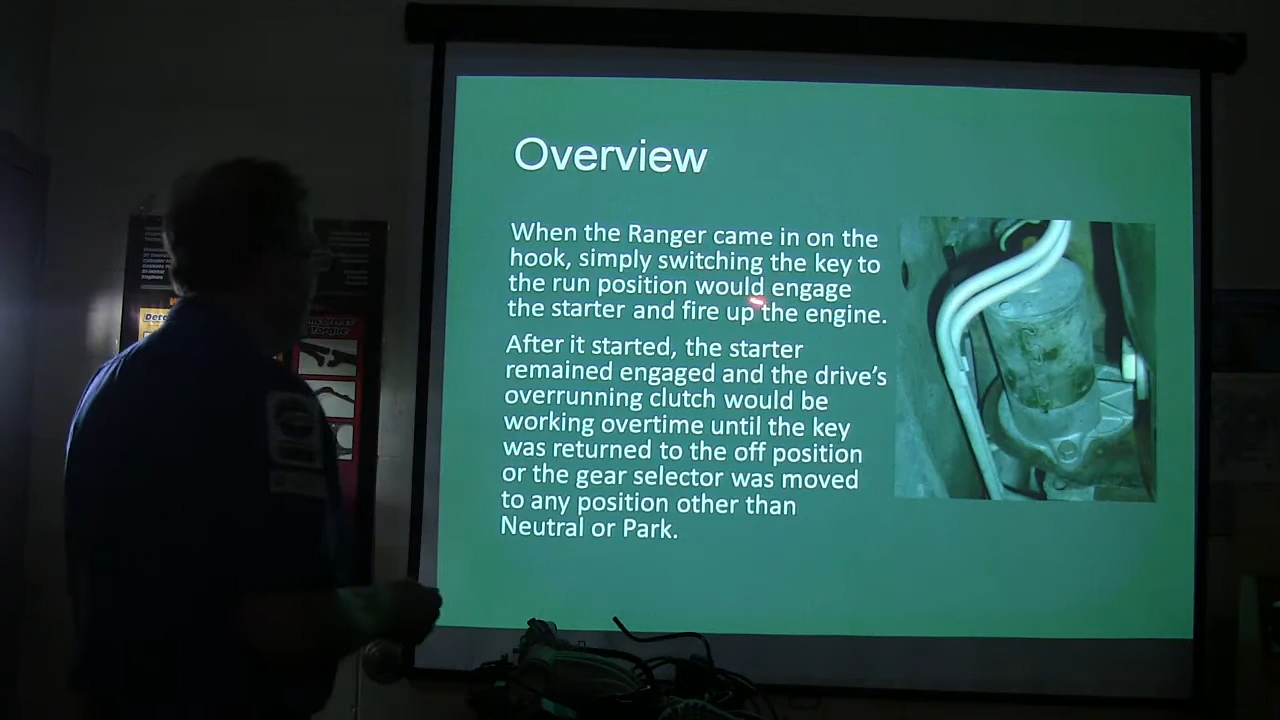 Overview
When the Ranger came in on the
hook, simply switching the key to
the run position would engage
the starter and fire up the engine.
After it started, the starter
remained engaged and the drive's
overrunning clutch would be
working overtime until the key
was returned to the off position
or the gear selector was moved
to any position other than
Neutral or Park.
Torque